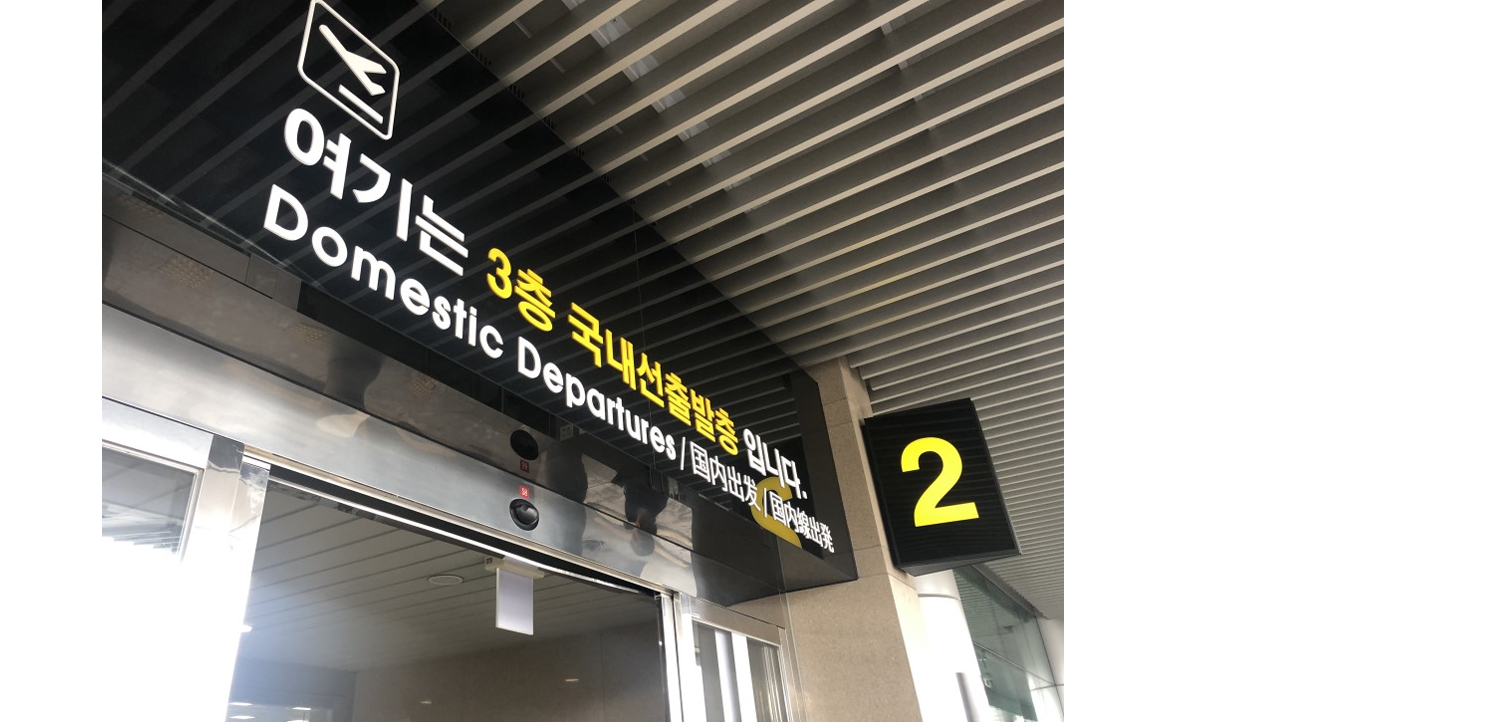 여기는 3층 국내선출발층 입니다.
Domestic Departures / 国内出发 / 国内線出発
2
58